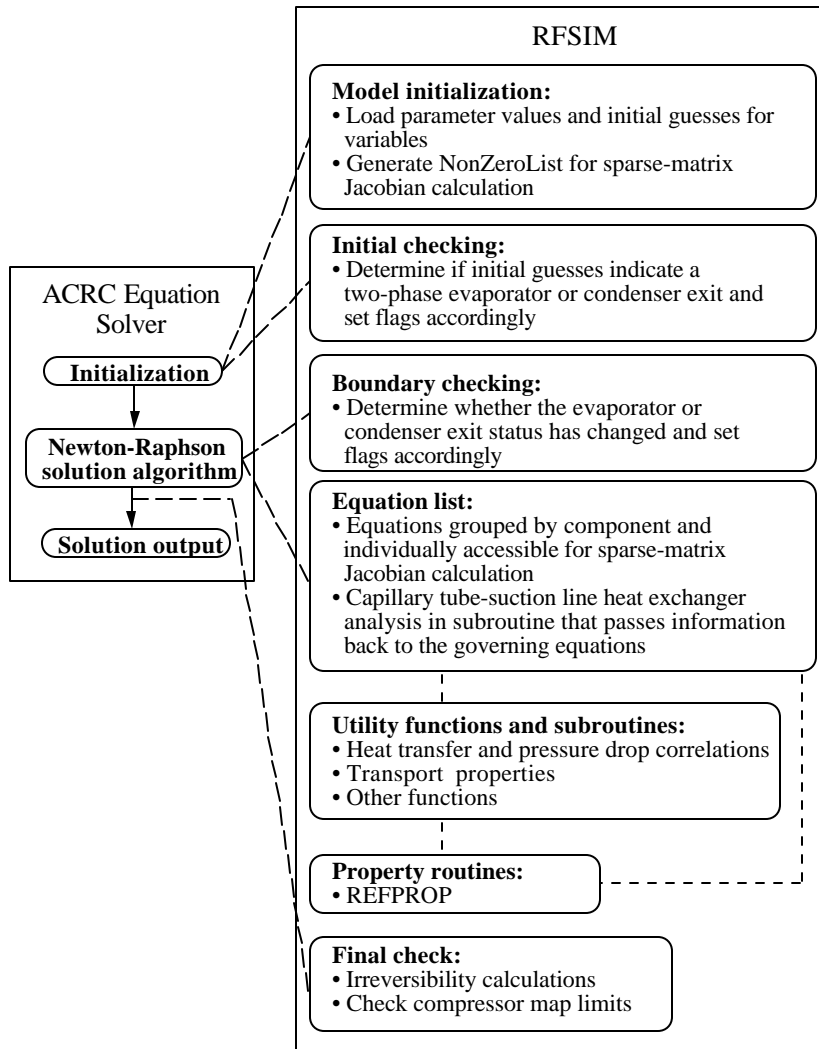 RFSIM
Model initialization:
• Load parameter values and initial guesses for
variables
• Generate NonZeroList for sparse-matrix
Jacobian calculation
Initial checking:
• Determine if initial guesses indicate a
two-phase evaporator or condenser exit and
set flags accordingly
ACRC Equation
Solver
Initialization
Newton-Raphson
solution algorithm
Solution output
Boundary checking:
• Determine whether the evaporator or
condenser exit status has changed and set
flags accordingly
Equation list:
• Equations grouped by component and
individually accessible for sparse-matrix
Jacobian calculation
• Capillary tube-suction line heat exchanger
analysis in subroutine that passes information
back to the governing equations
Utility functions and subroutines:
• Heat transfer and pressure drop correlations
• Transport properties
• Other functions
Property routines:
• REFPROP
Final check:
• Irreversibility calculations
• Check compressor map limits